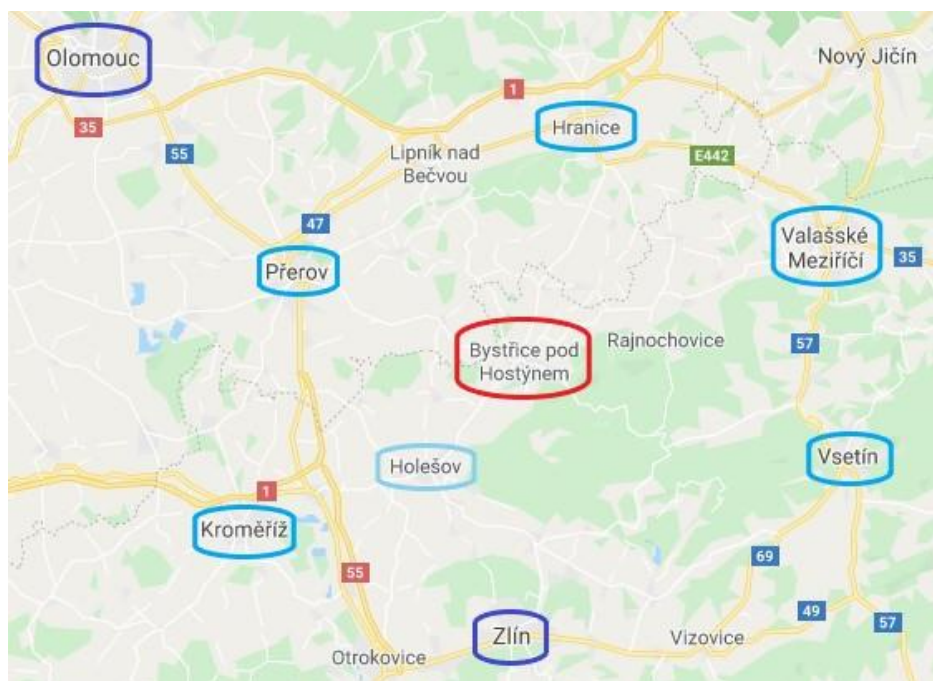 Olomouc
Nový Jičín
1
35
Hranice
55
Lipník nad
Bečvou
E442
47
Valašské
Meziříčí
35
Přerov
Bystřice pod
Hostýnem
Rajnochovice
57
Holešov
Vsetín
1
Kroměříž
69
55
49
57
Zlín
Vizovice
Otrokovice